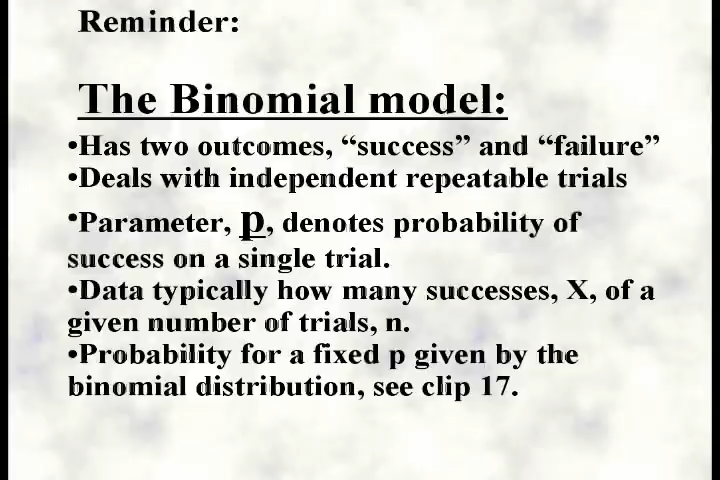 Reminder:
The Binomial model:
•Has two outcomes, “success” and “failure”
•Deals with independent repeatable trials
•Parameter, p, denotes probability of
success on a single trial.
•Data typically how many successes, X, of a
given number of trials, n.
•Probability for a fixed p given by the
binomial distribution, see clip 17.